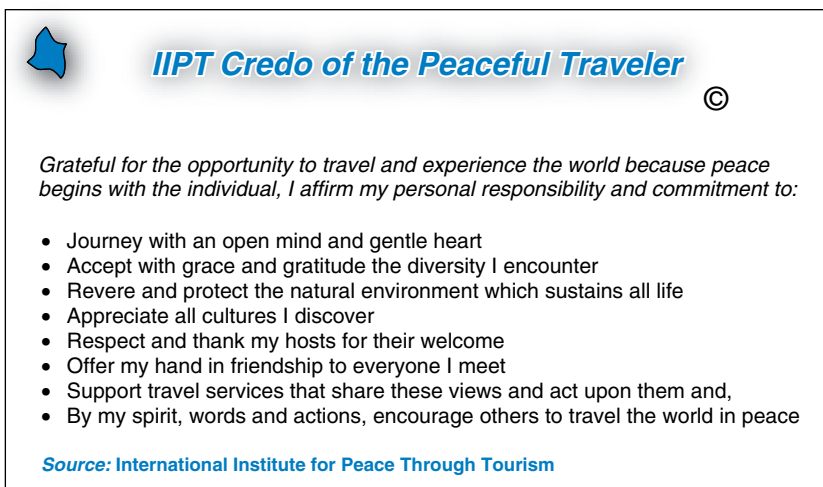 IIPT Credo of the Peaceful Traveler
©
Grateful for the opportunity to travel and experience the world because peace
begins with the individual, I affirm my personal responsibility and commitment to:
• Journey with an open mind and gentle heart
• Accept with grace and gratitude the diversity I encounter
• Revere and protect the natural environment which sustains all life
• Appreciate all cultures I discover
• Respect and thank my hosts for their welcome
• Offer my hand in friendship to everyone I meet
• Support travel services that share these views and act upon them and,
• By my spirit, words and actions, encourage others to travel the world in peace
Source: International Institute for Peace Through Tourism